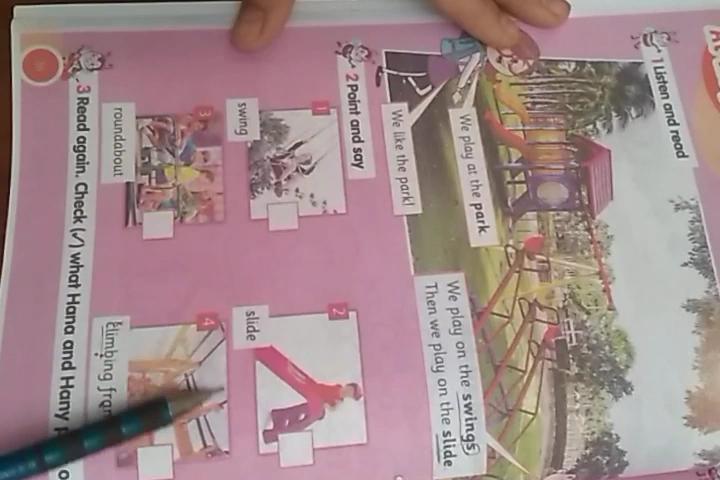 1 Listen and read
We play at the park.
We like the park!
We play on the swings
Then we play on the slide
2 Point and say
1
swing
2
slide
3
roundabout
4
climbing
3 Read again. Check (✓) what Hana and Hany